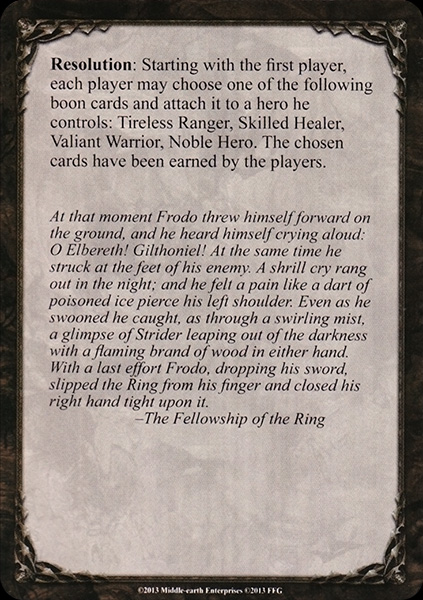 Resolution: Starting with the first player,
each player may choose one of the following
boon cards and attach it to a hero he
controls: Tireless Ranger, Skilled Healer,
Valiant Warrior, Noble Hero. The chosen
cards have been earned by the players.
At that moment Frodo threw himself forward on
the ground, and he heard himself crying aloud:
O Elbereth! Gilthoniel! At the same time he
struck at the feet of his enemy. A shrill cry rang
out in the night; and he felt a pain like a dart of
poisoned ice pierce his left shoulder. Even as he
swooned he caught, as through a swirling mist,
a glimpse of Strider leaping out of the darkness
with a flaming brand of wood in either hand.
With a last effort Frodo, dropping his sword,
slipped the Ring from his finger and closed his
right hand tight upon it.
–The Fellowship of the Ring
©2013 Middle-earth Enterprises ©2013 FFG